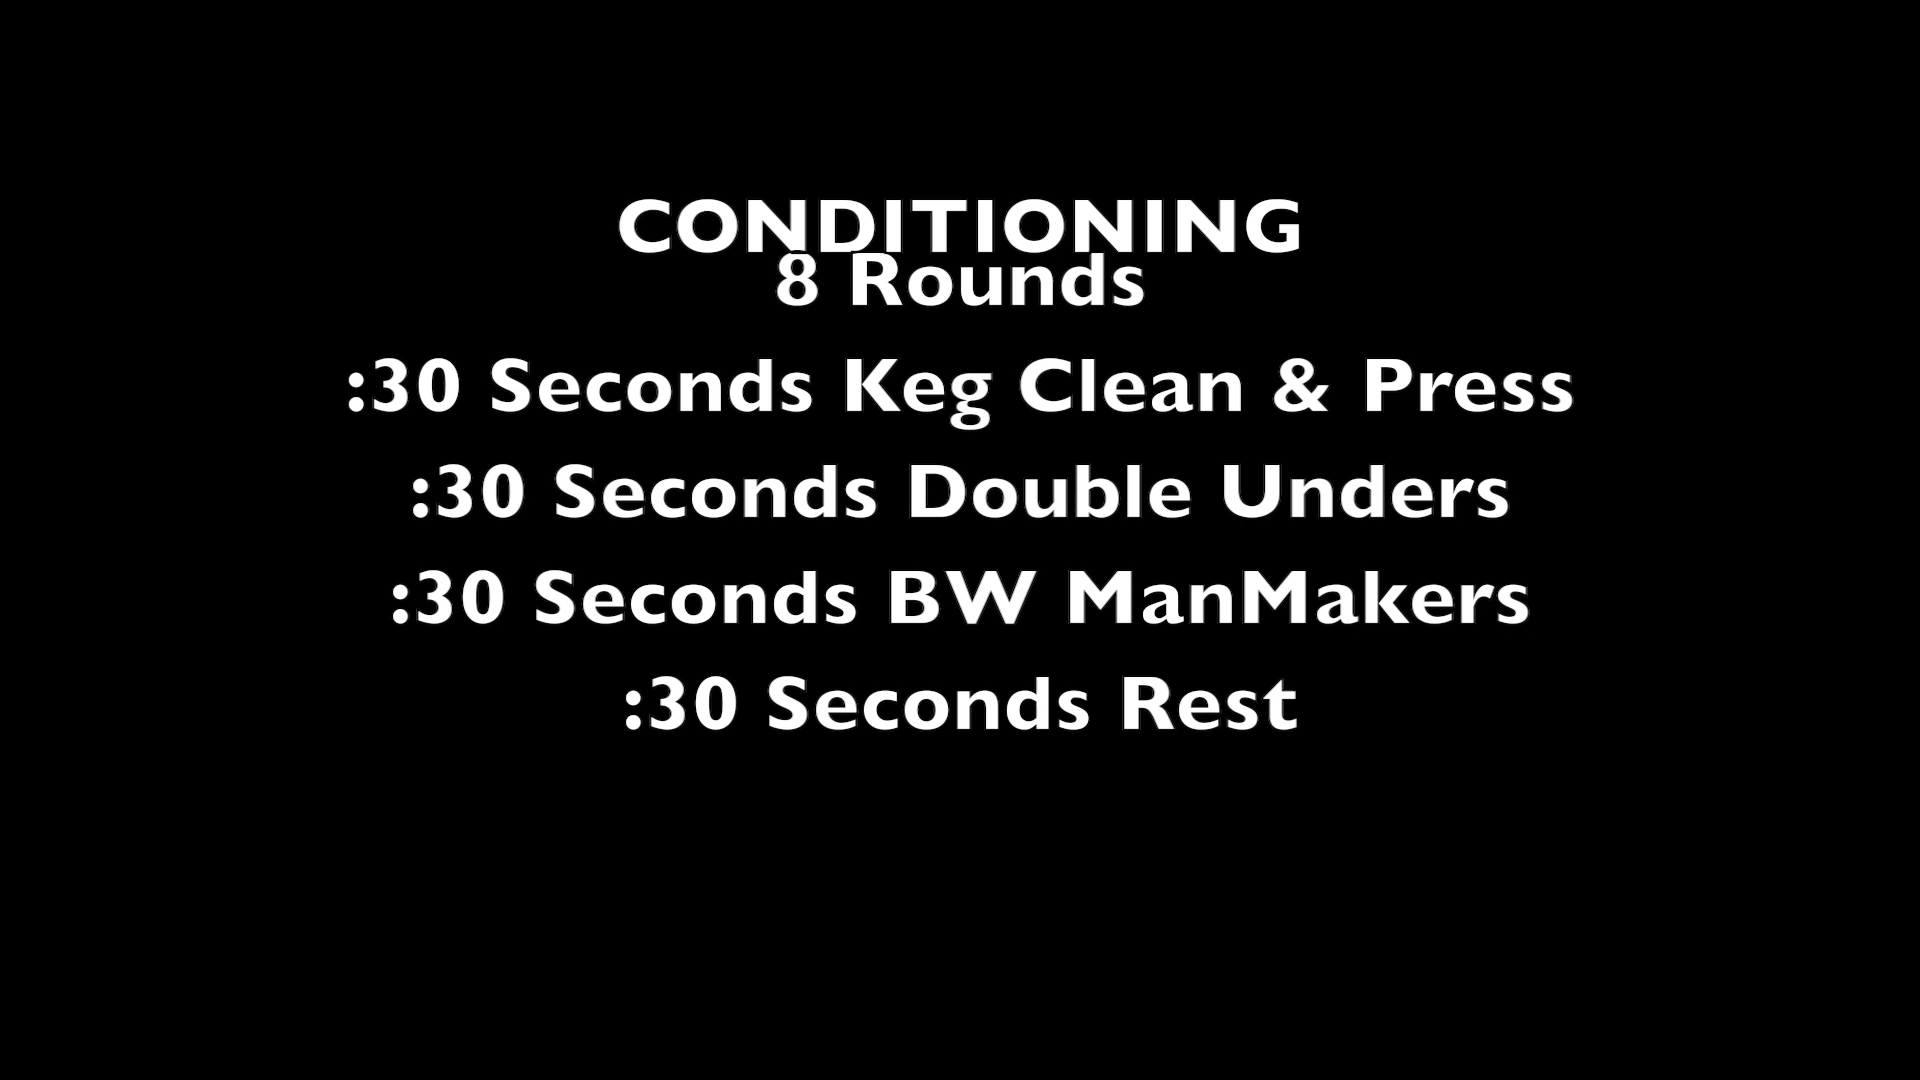 CONDITIONING
8 Rounds
:30 Seconds Keg Clean & Press
:30 Seconds Double Unders
:30 Seconds BW ManMakers
:30 Seconds Rest